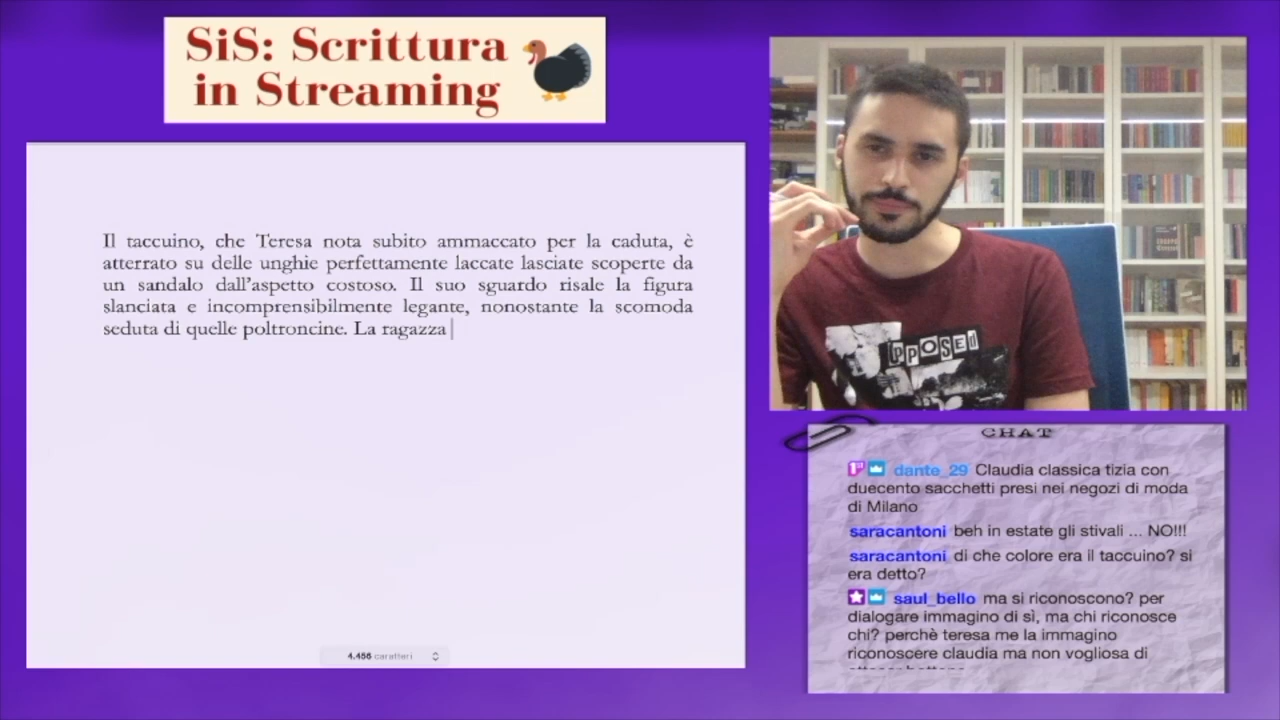 SiS: Scrittura
in Streaming
Il taccuino, che Teresa nota subito ammaccato per la caduta, è
atterrato su delle unghie perfettamente laccate lasciate scoperte da
un sandalo dall'aspetto costoso. Il suo sguardo risale la figura
slanciata e incomprensibilmente legante, nonostante la scomoda
seduta di quelle poltroncine. La ragazza
4.456 caratteri
OPPOSED
CHAT
dante_29 Claudia classica tizia con
duecento sacchetti presi nei negozi di moda
di Milano
saracantoni beh in estate gli stivali ... NO!!!
saracantoni di che colore era il taccuino? si
era detto?
saul_bello ma si riconoscono? per
dialogare immagino di sì, ma chi riconosce
chi? perchè teresa me la immagino
riconoscere claudia ma non vogliosa di